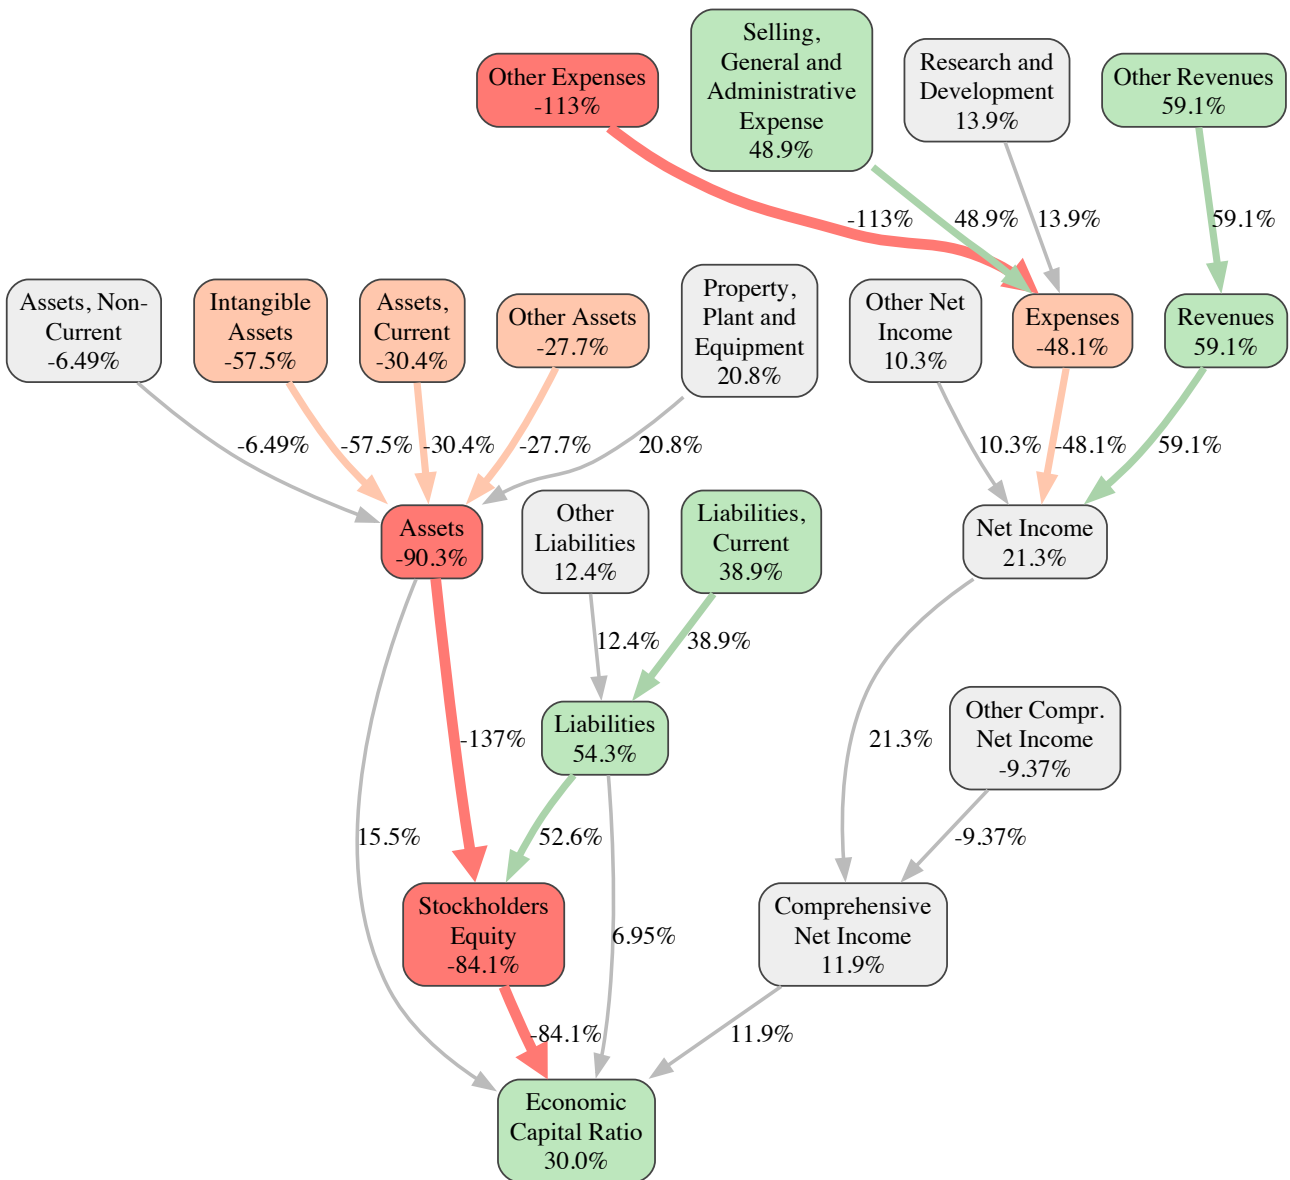 Other Expenses
-113%
Selling,
General and
Administrative
Expense
48.9%
Research and
Development
13.9%
Other Revenues
59.1%
-113%
48.9%
13.9%
59.1%
Assets, Non-
Current
-6.49%
Intangible
Assets
-57.5%
Assets,
Current
-30.4%
Other Assets
-27.7%
Property,
Plant and
Equipment
20.8%
Other Net
Income
10.3%
Expenses
-48.1%
Revenues
59.1%
-6.49%
-57.5%
-30.4%
-27.7%
20.8%
10.3%
-48.1%
59.1%
Assets
-90.3%
Other
Liabilities
12.4%
Liabilities,
Current
38.9%
Net Income
21.3%
12.4%
38.9%
Liabilities
54.3%
Other Compr.
Net Income
-9.37%
-137%
21.3%
15.5%
52.6%
-9.37%
Stockholders
Equity
-84.1%
6.95%
Comprehensive
Net Income
11.9%
-84.1%
11.9%
Economic
Capital Ratio
30.0%